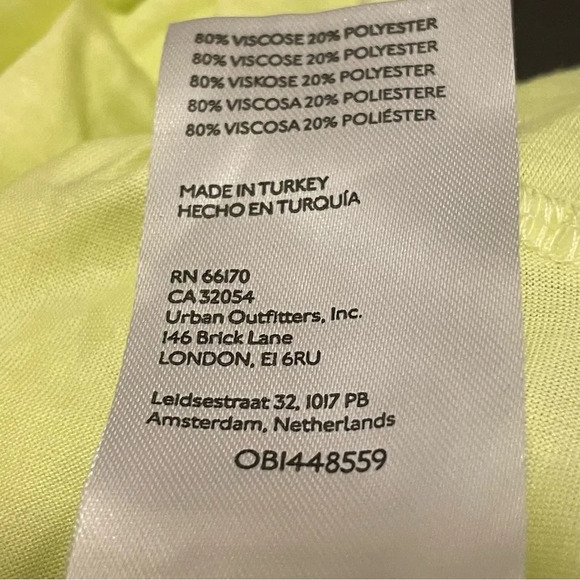 80% VISCOSE 20% POLYESTER
80% VISCOSE 20% POLYESTER
80% VISKOSE 20% POLYESTER
80% VISCOSA 20% POLIESTERE
80% VISCOSA 20% POLIÉSTER
MADE IN TURKEY
HECHO EN TURQUÍA
RN 66170
CA 32054
Urban Outfitters, Inc.
146 Brick Lane
LONDON, E1 6RU
Leidsestraat 32, 1017 PB
Amsterdam, Netherlands
OB1448559